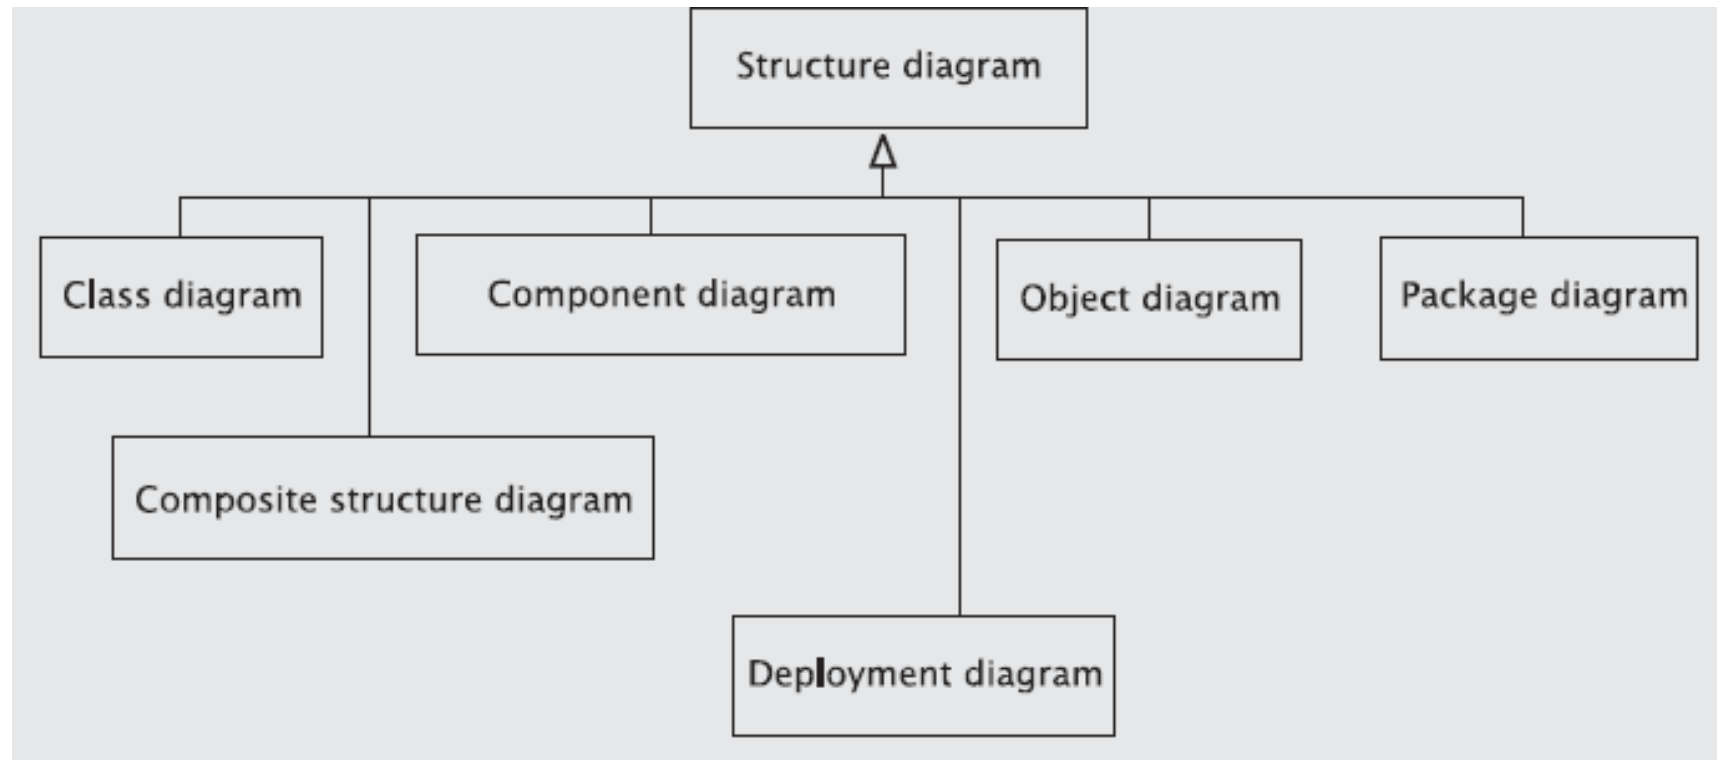 Structure diagram
Class diagram
Component diagram
Object diagram
Package diagram
Composite structure diagram
Deployment diagram